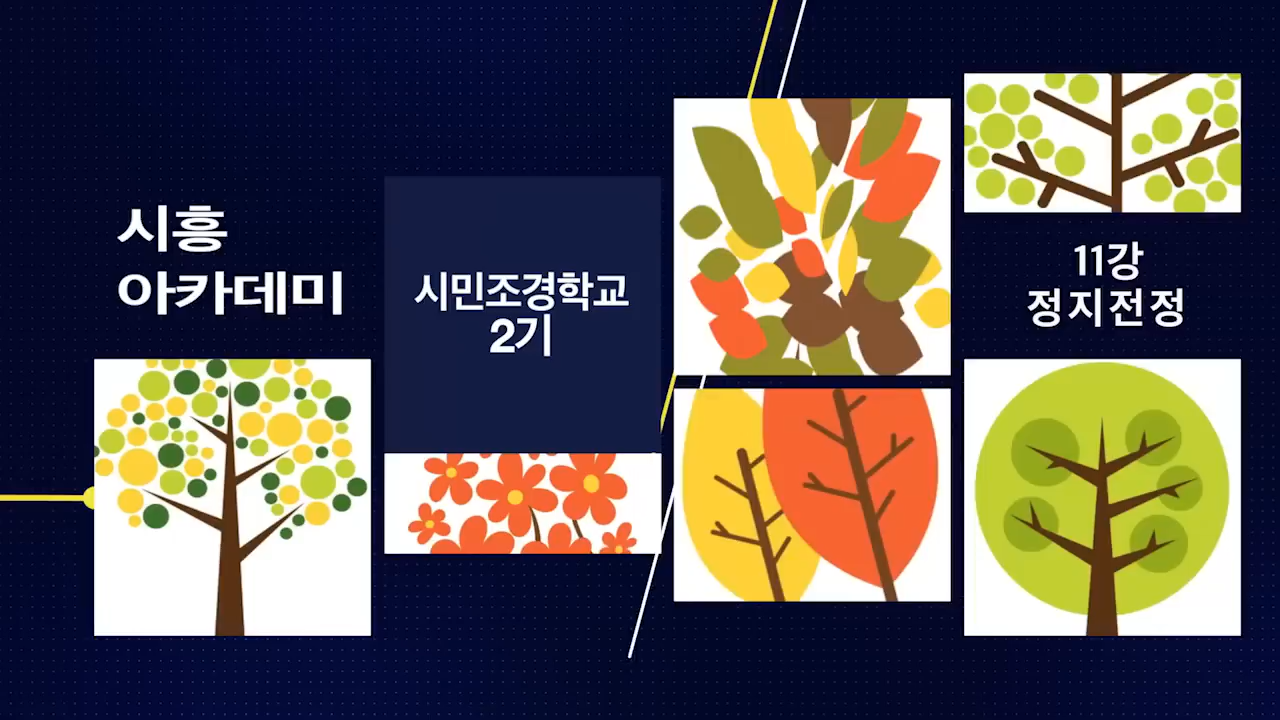 시흥
아카데미
시민조경학교
2기
11강
정지전정